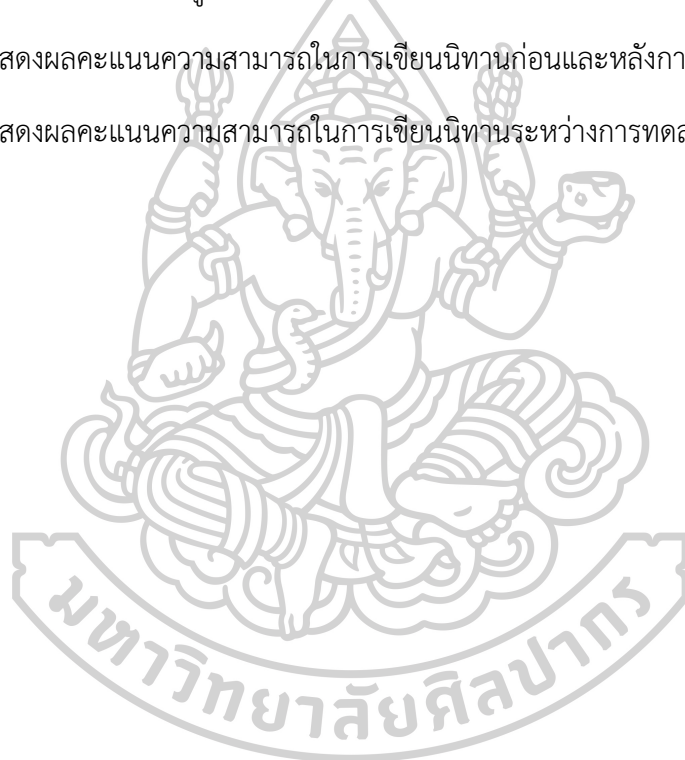 สดงผลคะแนนความสามารถในการเขียนนิทานก่อนและหลังกา
สดงผลคะแนนความสามารถในการเขียนนิทานระหว่างการทดล
มหาวิทยาลัยศิลปากร